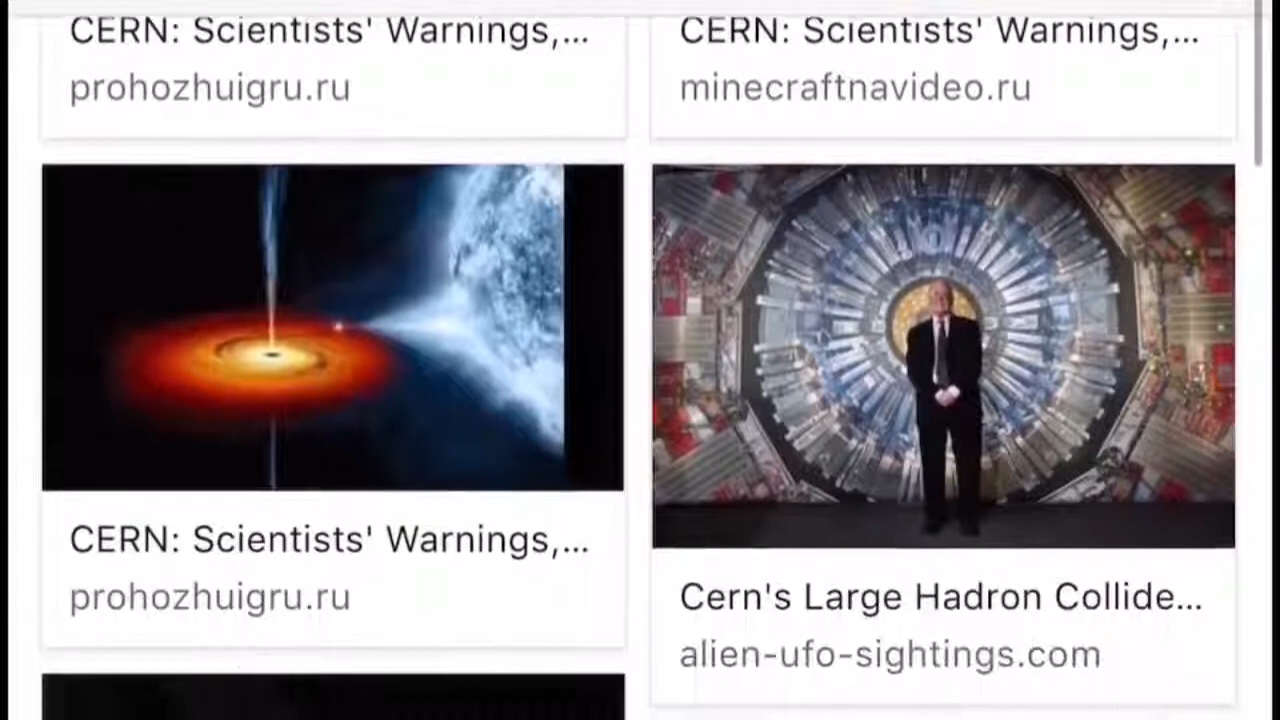 CERN: Scientists' Warnings,...
prohozhuigru.ru
CERN: Scientists' Warnings,...
minecraftnavideo.ru
CERN: Scientists' Warnings,...
prohozhuigru.ru
Cern's Large Hadron Collide...
alien-ufo-sightings.com